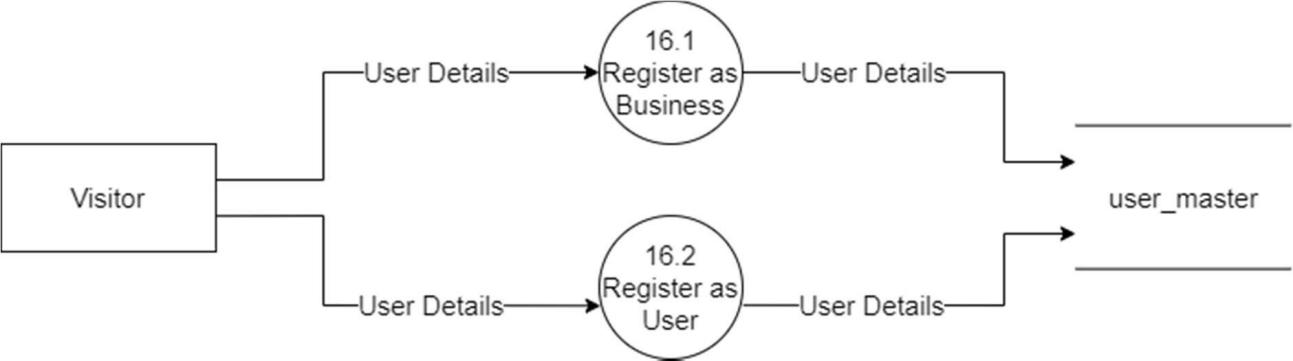 16.1
User Details
Register as
User Details
Business
Visitor
user_master
16.2
Register as
User Details
User Details
User